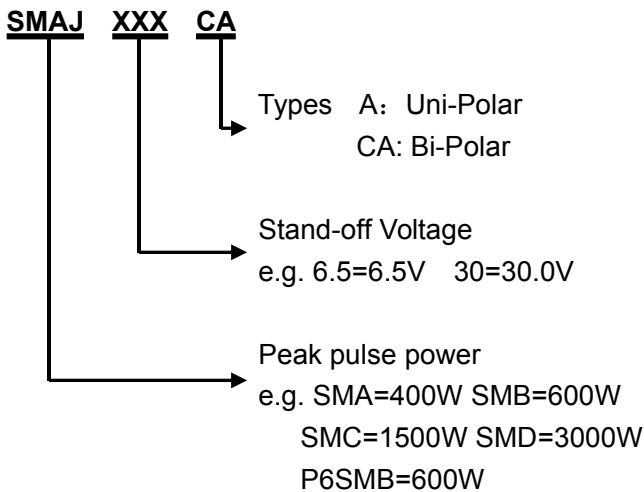 SMAJ XXX CA
Types A：Uni-Polar
CA: Bi-Polar
Stand-off Voltage
e.g. 6.5=6.5V 30=30.0V
Peak pulse power
e.g. SMA=400W SMB=600W
SMC=1500W SMD=3000W
P6SMB=600W